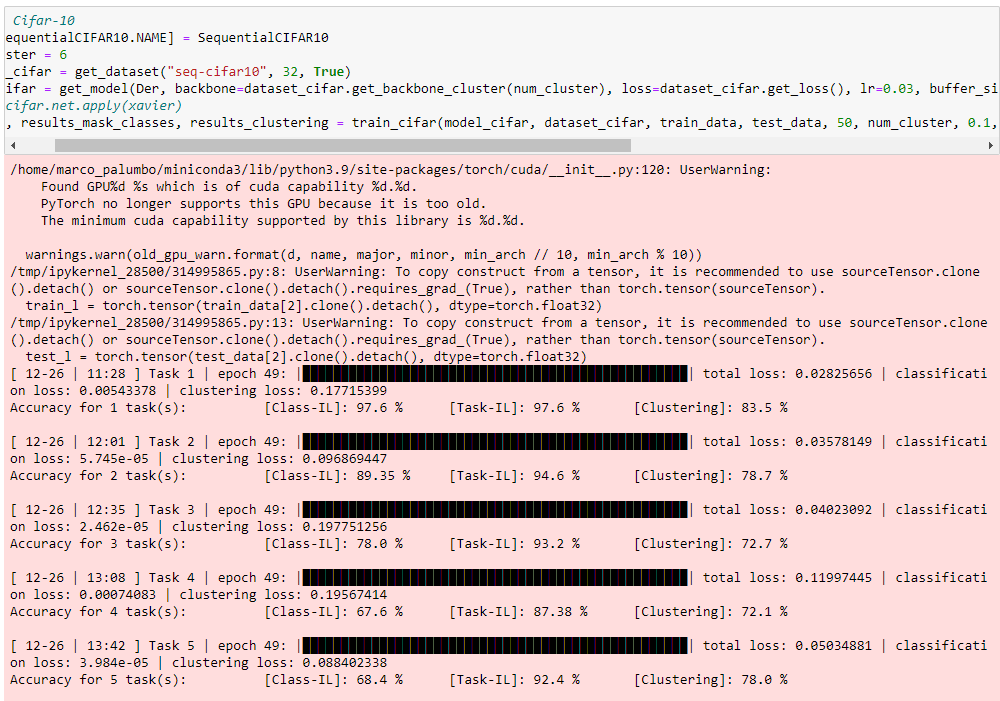 Cifar-10
equentialCIFAR10.NAME] = SequentialCIFAR10
ster = 6
_cifar = get_dataset("seq-cifar10", 32, True)
ifar = get_model(Der, backbone=dataset_cifar.get_backbone_cluster(num_cluster), loss=dataset_cifar.get_loss(), lr=0.03, buffer_si
cifar.net.apply(xavier)
, results_mask_classes, results_clustering = train_cifar(model_cifar, dataset_cifar, train_data, test_data, 50, num_cluster, 0.1,
/home/marco_palumbo/miniconda3/lib/python3.9/site-packages/torch/cuda/__init__.py:120: UserWarning:
    Found GPU%d %s which is of cuda capability %d.%d.
    PyTorch no longer supports this GPU because it is too old.
    The minimum cuda capability supported by this library is %d.%d.
  warnings.warn(old_gpu_warn.format(d, name, major, minor, min_arch // 10, min_arch % 10))
/tmp/ipykernel_28500/314995865.py:8: UserWarning: To copy construct from a tensor, it is recommended to use sourceTensor.clone
().detach() or sourceTensor.clone().detach().requires_grad_(True), rather than torch.tensor(sourceTensor).
  train_l = torch.tensor(train_data[2].clone().detach(), dtype=torch.float32)
/tmp/ipykernel_28500/314995865.py:13: UserWarning: To copy construct from a tensor, it is recommended to use sourceTensor.clone
().detach() or sourceTensor.clone().detach().requires_grad_(True), rather than torch.tensor(sourceTensor).
  test_l = torch.tensor(test_data[2].clone().detach(), dtype=torch.float32)
[ 12-26 | 11:28 ] Task 1 | epoch 49: | | total loss: 0.02825656 | classificati
on loss: 0.00543378 | clustering loss: 0.17715399
Accuracy for 1 task(s):          [Class-IL]: 97.6 %      [Task-IL]: 97.6 %       [Clustering]: 83.5 %
[ 12-26 | 12:01 ] Task 2 | epoch 49: | | total loss: 0.03578149 | classificati
on loss: 5.745e-05 | clustering loss: 0.096869447
Accuracy for 2 task(s):          [Class-IL]: 89.35 %     [Task-IL]: 94.6 %       [Clustering]: 78.7 %
[ 12-26 | 12:35 ] Task 3 | epoch 49: | | total loss: 0.04023092 | classificati
on loss: 2.462e-05 | clustering loss: 0.197751256
Accuracy for 3 task(s):          [Class-IL]: 78.0 %      [Task-IL]: 93.2 %       [Clustering]: 72.7 %
[ 12-26 | 13:08 ] Task 4 | epoch 49: | | total loss: 0.11997445 | classificati
on loss: 0.00074083 | clustering loss: 0.19567414
Accuracy for 4 task(s):          [Class-IL]: 67.6 %      [Task-IL]: 87.38 %      [Clustering]: 72.1 %
[ 12-26 | 13:42 ] Task 5 | epoch 49: | | total loss: 0.05034881 | classificati
on loss: 3.984e-05 | clustering loss: 0.088402338
Accuracy for 5 task(s):          [Class-IL]: 68.4 %      [Task-IL]: 92.4 %       [Clustering]: 78.0 %